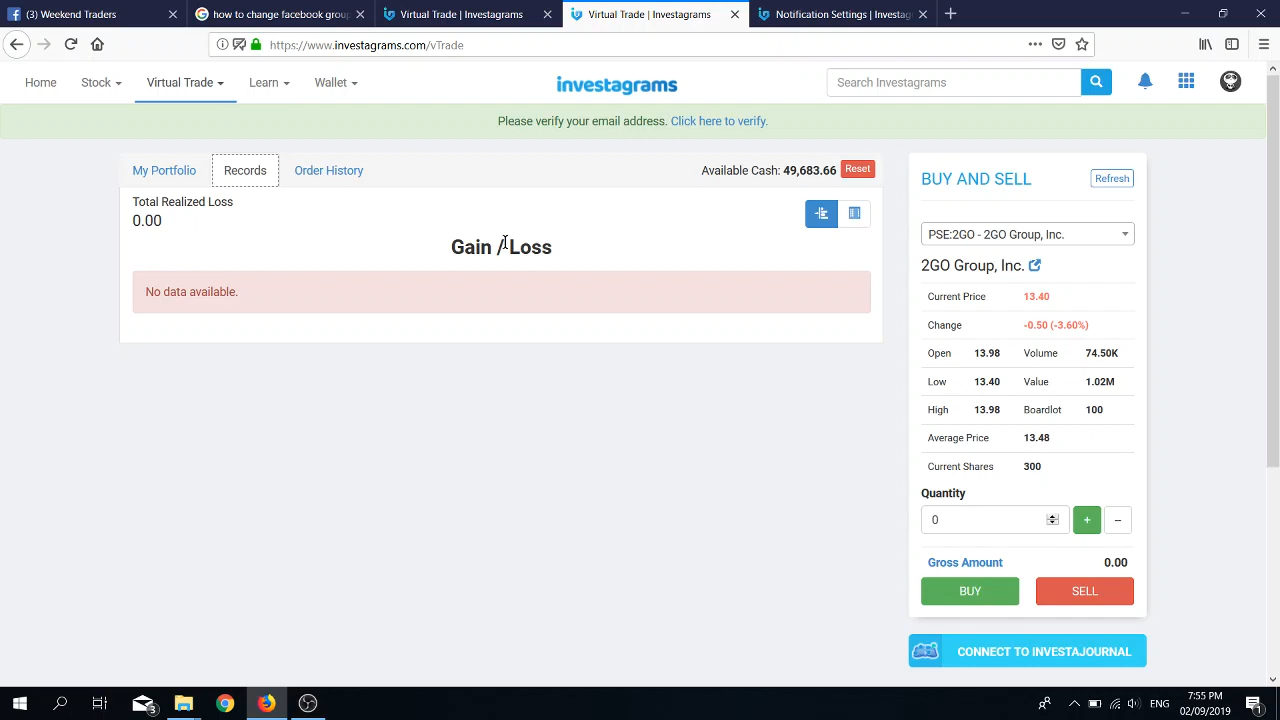 (3) Weekend Traders
how to change facebook group
Virtual Trade | Investagrams
Virtual Trade | Investagrams
Notification Settings | Investag
https://www.investagrams.com/vTrade
Home
Stock
Virtual Trade
Learn
Wallet
investagrams
Search Investagrams
Please verify your email address. Click here to verify.
My Portfolio
Records
Order History
Available Cash: 49,683.66
Reset
Total Realized Loss
0.00
Gain / Loss
No data available.
BUY AND SELL
Refresh
PSE:2GO - 2GO Group, Inc.
2GO Group, Inc.
Current Price 13.40
Change -0.50 (-3.60%)
Open 13.98 Volume 74.50K
Low 13.40 Value 1.02M
High 13.98 Boardlot 100
Average Price 13.48
Current Shares 300
Quantity
0
+
−
Gross Amount 0.00
BUY
SELL
CONNECT TO INVESTAJOURNAL
3
ENG
7:55 PM
02/09/2019
1